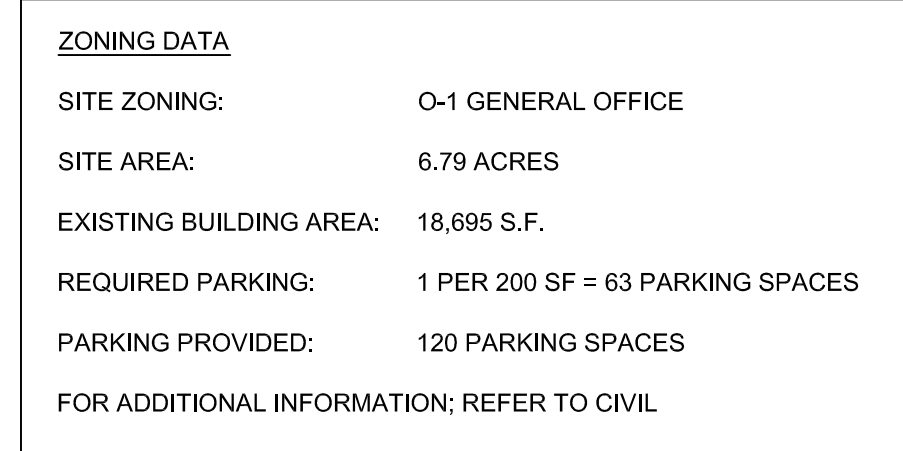 ZONING DATA
SITE ZONING: O-1 GENERAL OFFICE
SITE AREA: 6.79 ACRES
EXISTING BUILDING AREA: 18,695 S.F.
REQUIRED PARKING: 1 PER 200 SF = 63 PARKING SPACES
PARKING PROVIDED: 120 PARKING SPACES
FOR ADDITIONAL INFORMATION; REFER TO CIVIL